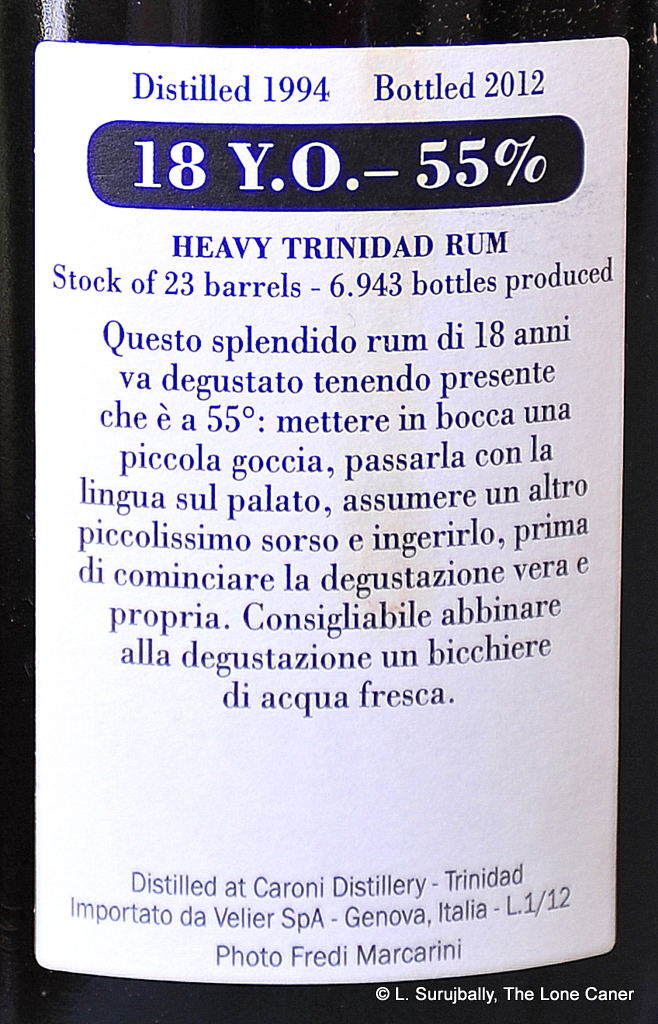 Distilled 1994 Bottled 2012
18 Y.O.– 55%
HEAVY TRINIDAD RUM
Stock of 23 barrels - 6.943 bottles produced
Questo splendido rum di 18 anni
va degustato tenendo presente
che è a 55°: mettere in bocca una
piccola goccia, passarla con la
lingua sul palato, assumere un altro
piccolissimo sorso e ingerirlo, prima
di cominciare la degustazione vera e
propria. Consigliabile abbinare
alla degustazione un bicchiere
di acqua fresca.
Distilled at Caroni Distillery - Trinidad
Importato da Velier SpA - Genova, Italia - L.1/12
Photo Fredi Marcarini
© L. Surujbally, The Lone Caner